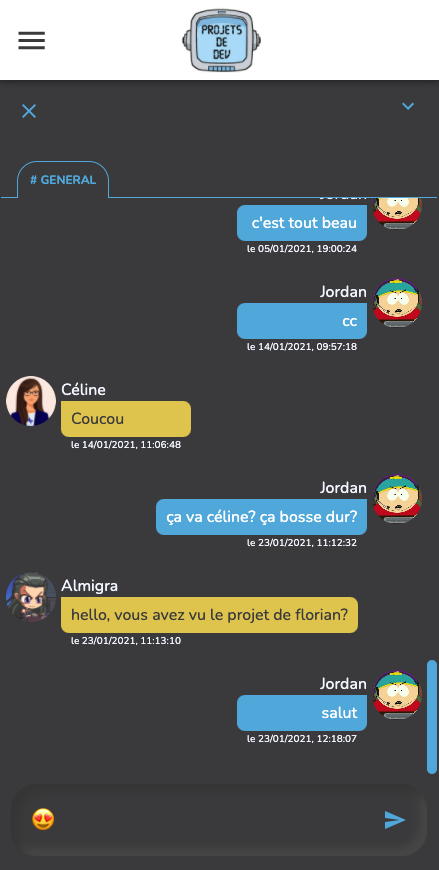 PROJETS
DE
DEV
# GENERAL
Jordan
c'est tout beau
le 05/01/2021, 19:00:24
Jordan
cc
le 14/01/2021, 09:57:18
Céline
Coucou
le 14/01/2021, 11:06:48
Jordan
ça va céline? ça bosse dur?
le 23/01/2021, 11:12:32
Almigra
hello, vous avez vu le projet de florian?
le 23/01/2021, 11:13:10
Jordan
salut
le 23/01/2021, 12:18:07
😍